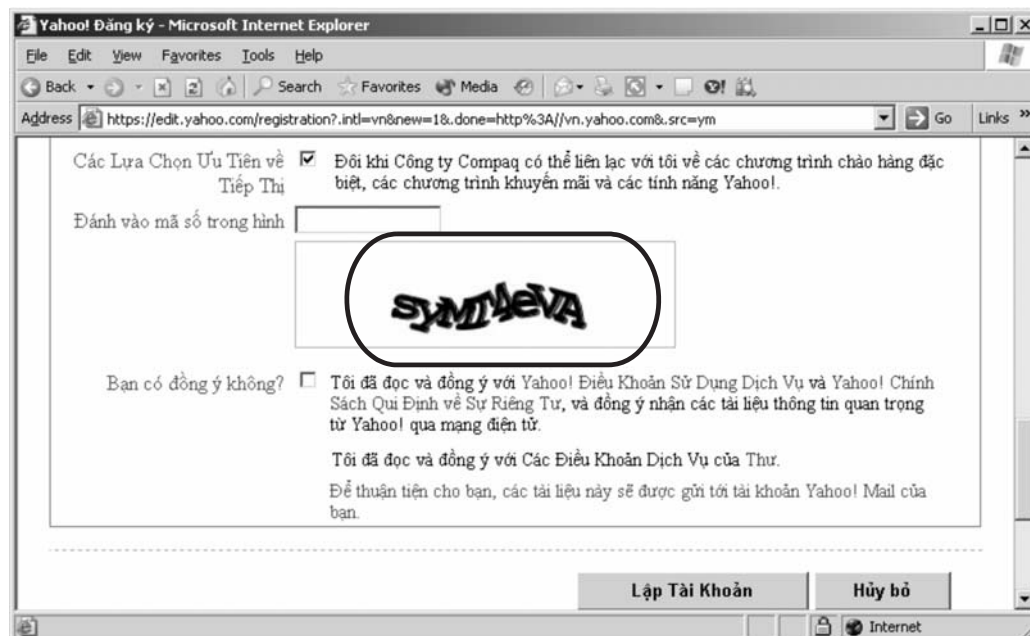 Yahoo! Đăng ký - Microsoft Internet Explorer
File Edit View Favorites Tools Help
Back Search Favorites Media
Address https://edit.yahoo.com/registration?.intl=vn&new=1&.done=http%3A//vn.yahoo.com&.src=ym Go Links »
Các Lựa Chọn Ưu Tiên về
Tiếp Thị
Đôi khi Công ty Compaq có thể liên lạc với tôi về các chương trình chào hàng đặc
biệt, các chương trình khuyến mãi và các tính năng Yahoo!.
Đánh vào mã số trong hình
syMT4eVA
Bạn có đồng ý không?
Tôi đã đọc và đồng ý với Yahoo! Điều Khoản Sử Dụng Dịch Vụ và Yahoo! Chính
Sách Qui Định về Sự Riêng Tư, và đồng ý nhận các tài liệu thông tin quan trọng
từ Yahoo! qua mạng điện tử.
Tôi đã đọc và đồng ý với Các Điều Khoản Dịch Vụ của Thư.
Để thuận tiện cho bạn, các tài liệu này sẽ được gửi tới tài khoản Yahoo! Mail của
bạn.
Lập Tài Khoản Hủy bỏ
Internet